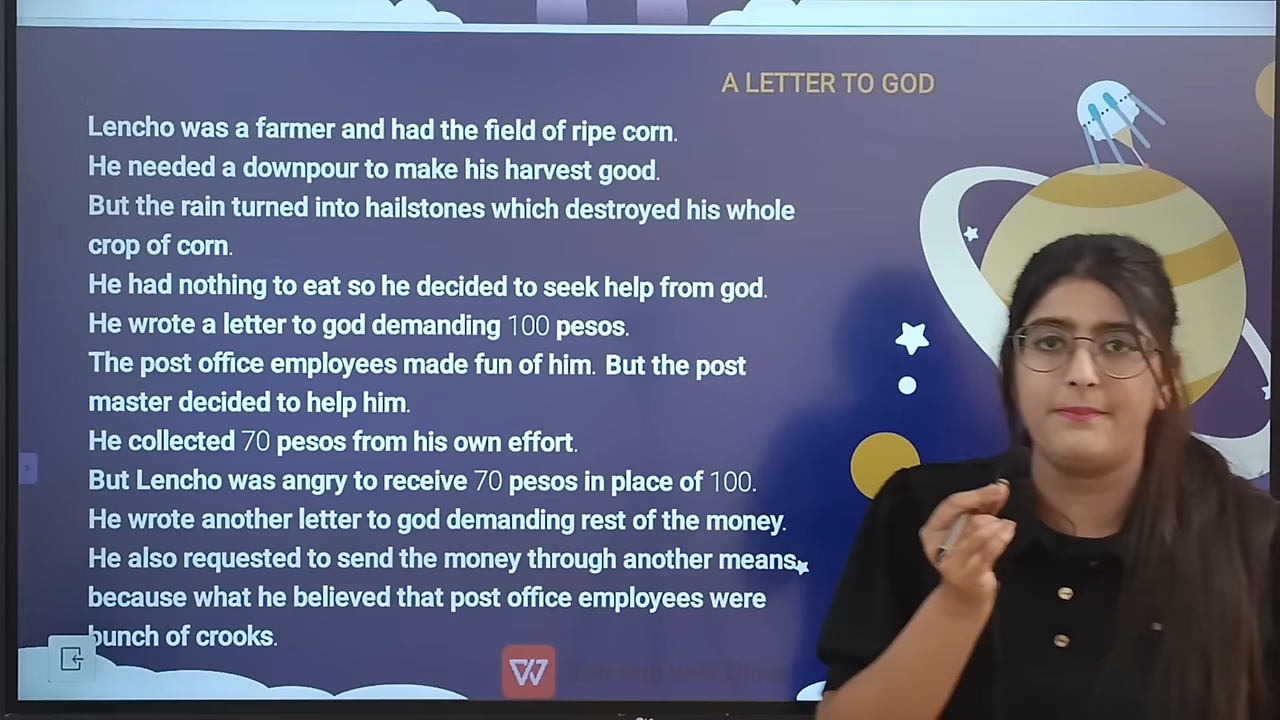 A LETTER TO GOD
Lencho was a farmer and had the field of ripe corn.
He needed a downpour to make his harvest good.
But the rain turned into hailstones which destroyed his whole
crop of corn.
He had nothing to eat so he decided to seek help from god.
He wrote a letter to god demanding 100 pesos.
The post office employees made fun of him. But the post
master decided to help him.
He collected 70 pesos from his own effort.
But Lencho was angry to receive 70 pesos in place of 100.
He wrote another letter to god demanding rest of the money.
He also requested to send the money through another means
because what he believed that post office employees were
bunch of crooks.